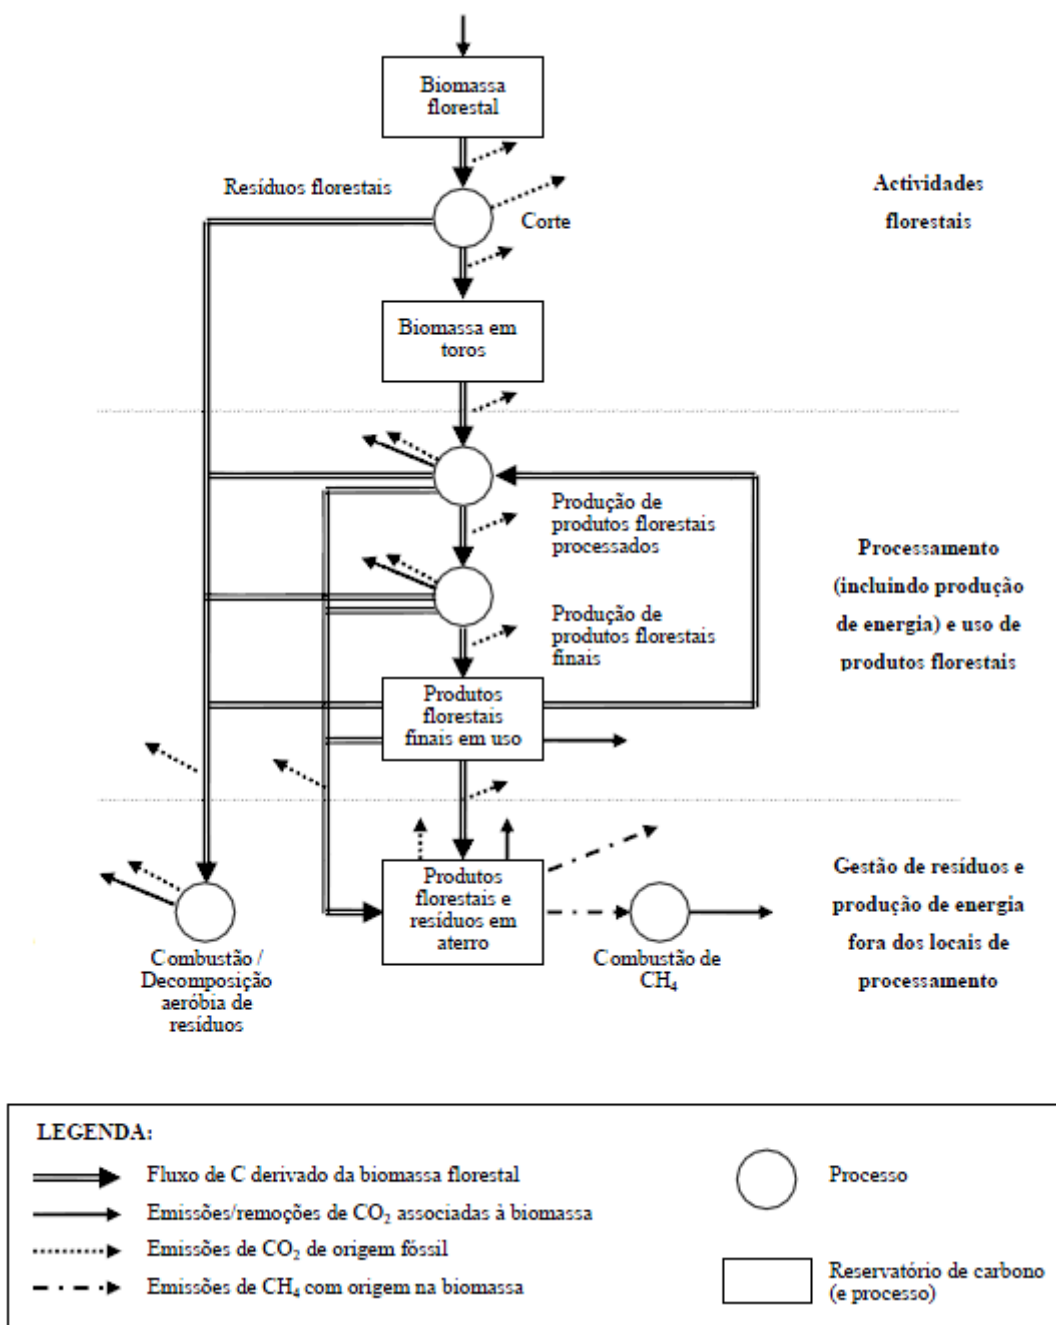 Biomassa
florestal
Resíduos florestais
Corte
Actividades
florestais
Biomassa em
toros
Produção de
produtos florestais
processados
Produção de
produtos florestais
finais
Processamento
(incluindo produção
de energia) e uso de
produtos florestais
Produtos
florestais
finais em uso
Produtos
florestais e
resíduos em
aterro
Combustão /
Decomposição
aeróbia de
resíduos
Combustão de
CH₄
Gestão de resíduos e
produção de energia
fora dos locais de
processamento
LEGENDA:
Fluxo de C derivado da biomassa florestal
Emissões/remoções de CO₂ associadas à biomassa
Emissões de CO₂ de origem fóssil
Emissões de CH₄ com origem na biomassa
Processo
Reservatório de carbono
(e processo)